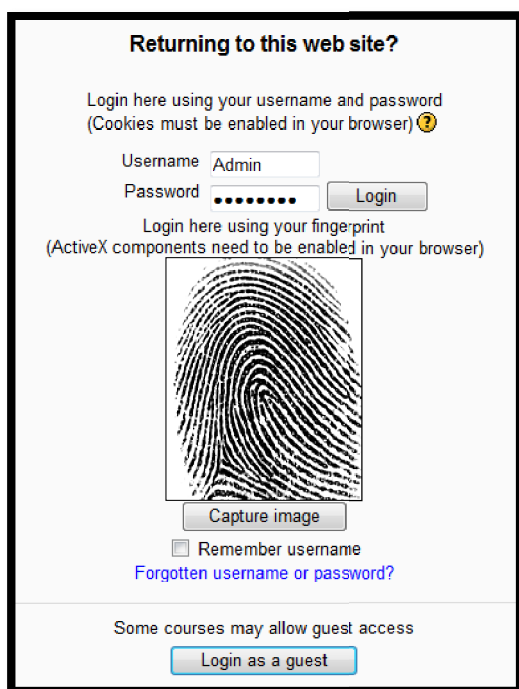 Returning to this web site?
Login here using your username and password
(Cookies must be enabled in your browser) ?
Username Admin
Password ●●●●●●●● Login
Login here using your fingerprint
(ActiveX components need to be enabled in your browser)
Capture image
Remember username
Forgotten username or password?
Some courses may allow guest access
Login as a guest